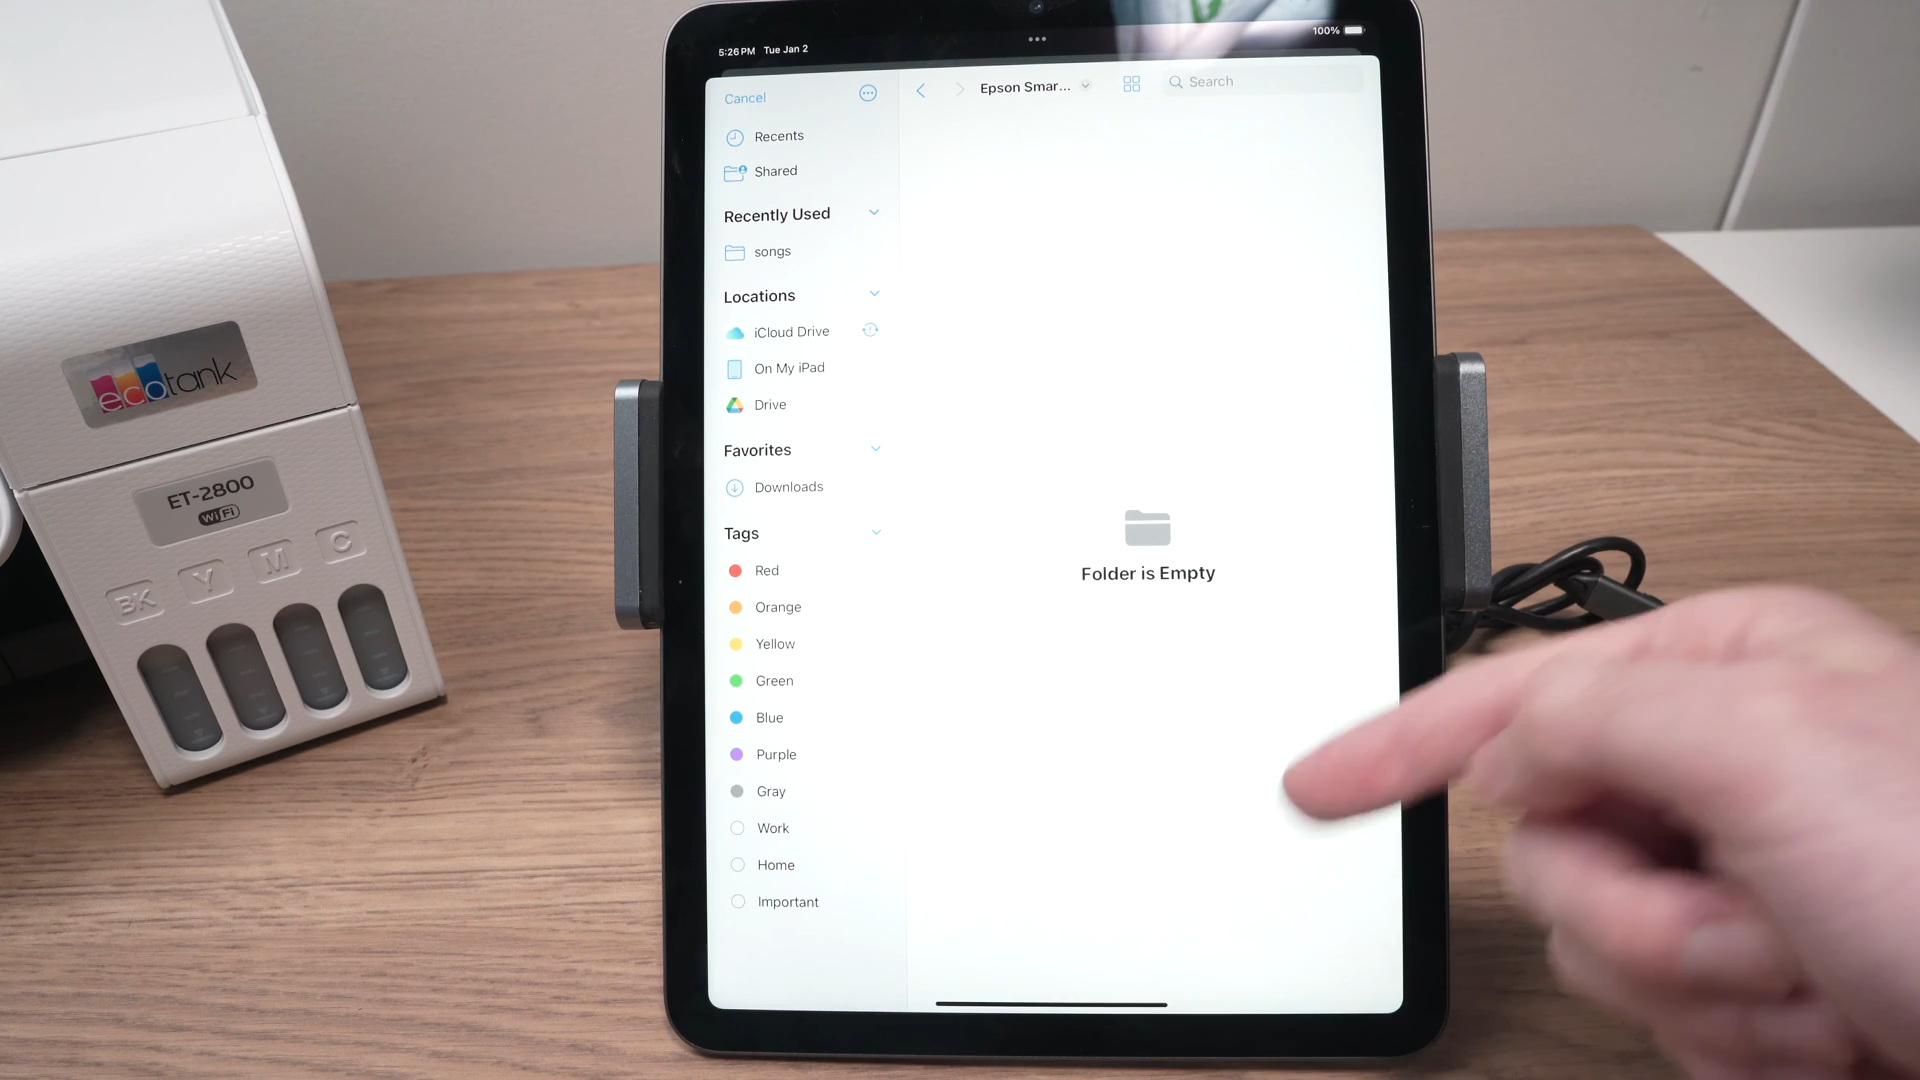 ecotank
ET-2800
WiFi
BK Y M C
5:26 PM Tue Jan 2
100%
Cancel
Epson Smar...
Search
Recents
Shared
Recently Used
songs
Locations
iCloud Drive
On My iPad
Drive
Favorites
Downloads
Tags
Red
Orange
Yellow
Green
Blue
Purple
Gray
Work
Home
Important
Folder is Empty